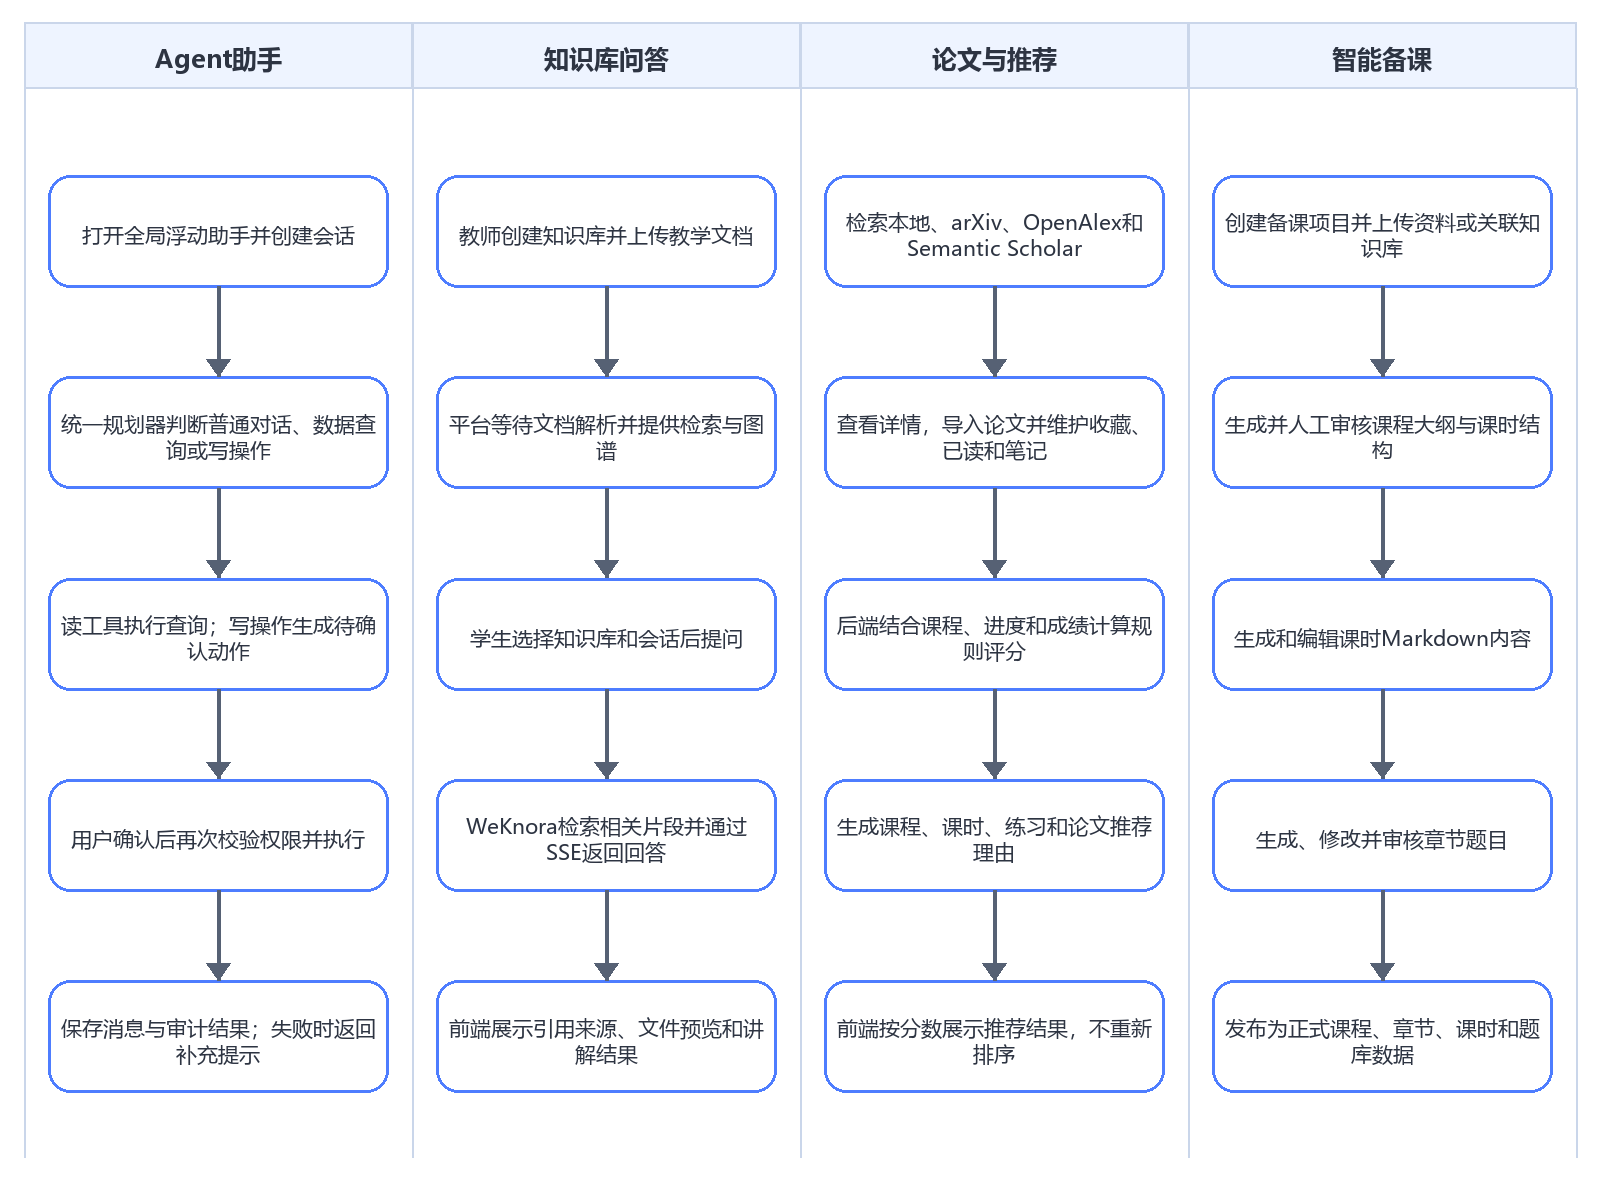 Agent助手
知识库问答
论文与推荐
智能备课
打开全局浮动助手并创建会话
统一规划器判断普通对话、数据查
询或写操作
读工具执行查询；写操作生成待确
认动作
用户确认后再次校验权限并执行
保存消息与审计结果；失败时返回
补充提示
教师创建知识库并上传教学文档
平台等待文档解析并提供检索与图
谱
学生选择知识库和会话后提问
WeKnora检索相关片段并通过
SSE返回回答
前端展示引用来源、文件预览和讲
解结果
检索本地、arXiv、OpenAlex和
Semantic Scholar
查看详情，导入论文并维护收藏、
已读和笔记
后端结合课程、进度和成绩计算规
则评分
生成课程、课时、练习和论文推荐
理由
前端按分数展示推荐结果，不重新
排序
创建备课项目并上传资料或关联知
识库
生成并人工审核课程大纲与课时结
构
生成和编辑课时Markdown内容
生成、修改并审核章节题目
发布为正式课程、章节、课时和题
库数据